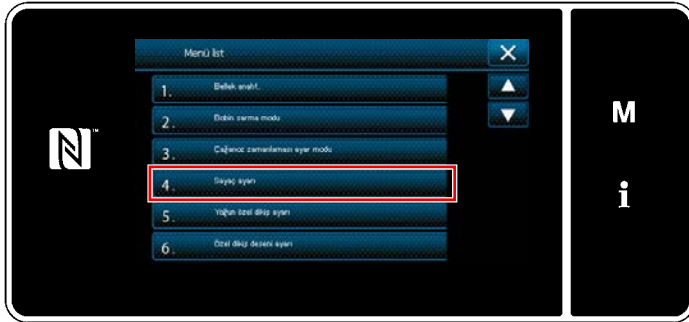 Menü list
1. Bellek anaht.
2. Bobin sarma modu
3. Çağanoz zamanlaması ayar modu
4. Sayaç ayarı
5. Yoğun özel dikiş ayarı
6. Özel dikiş deseni ayarı
N
M
i